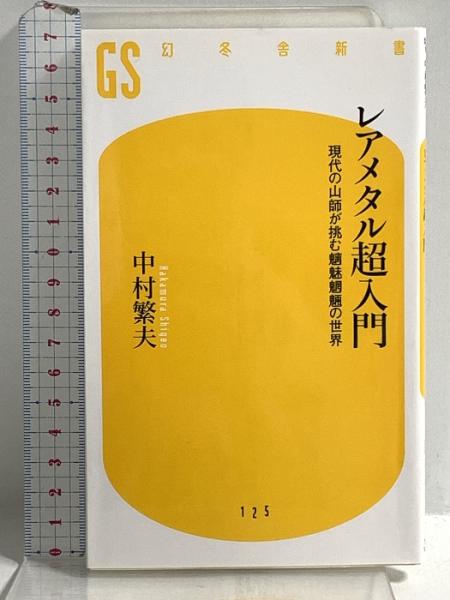 GS 幻冬舎新書
レアメタル超入門
現代の山師が挑む魑魅魍魎の世界
中村繁夫
Nakamura Shigeo
125